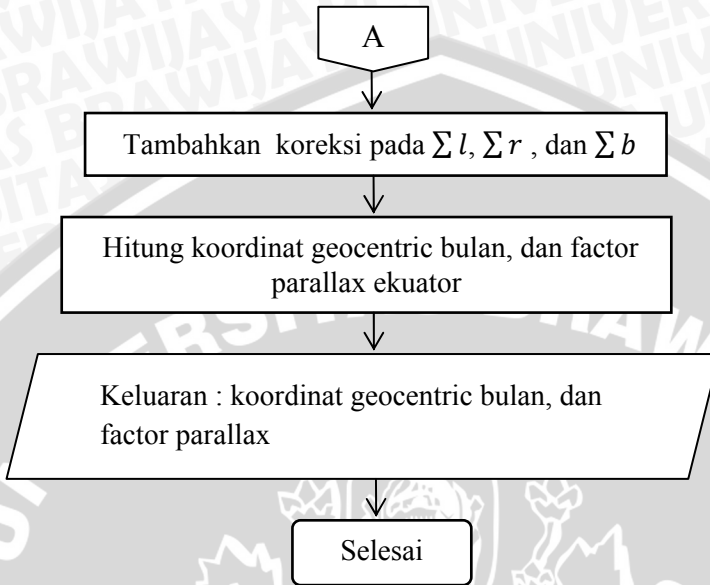 A
Tambahkan koreksi pada ∑ l, ∑ r , dan ∑ b
Hitung koordinat geocentric bulan, dan factor
parallax ekuator
Keluaran : koordinat geocentric bulan, dan
factor parallax
Selesai